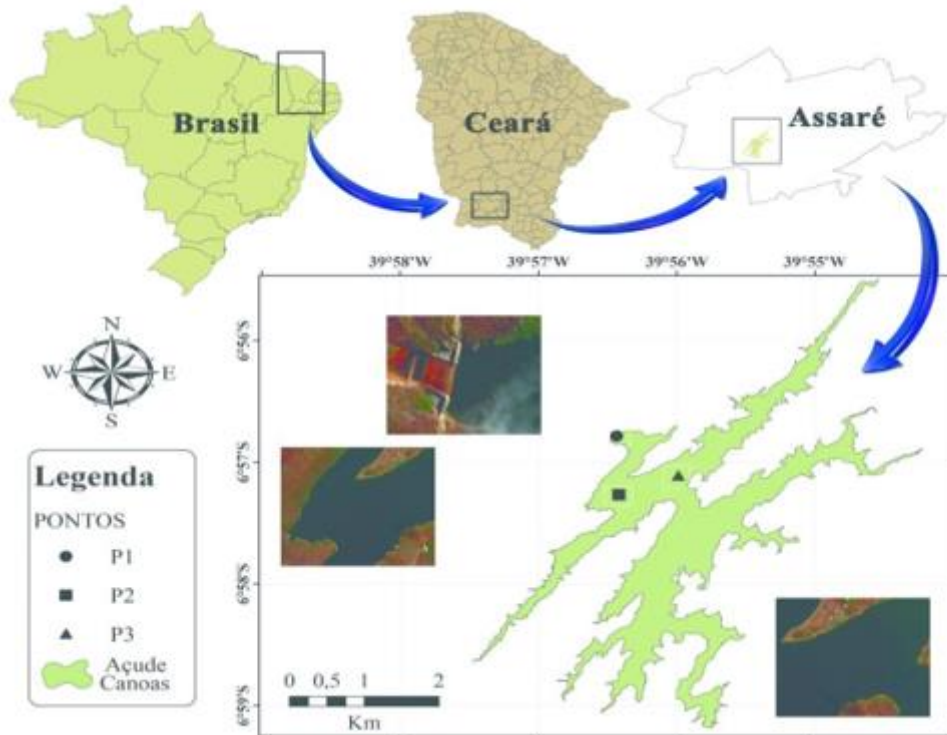 Brasil
Ceará
Assaré
39°58'W 39°57'W 39°56'W 39°55'W
6°56'S
6°57'S
6°58'S
6°59'S
N
W E
S
Legenda
PONTOS
P1
P2
P3
Açude
Canoas
0 0,5 1 2
Km